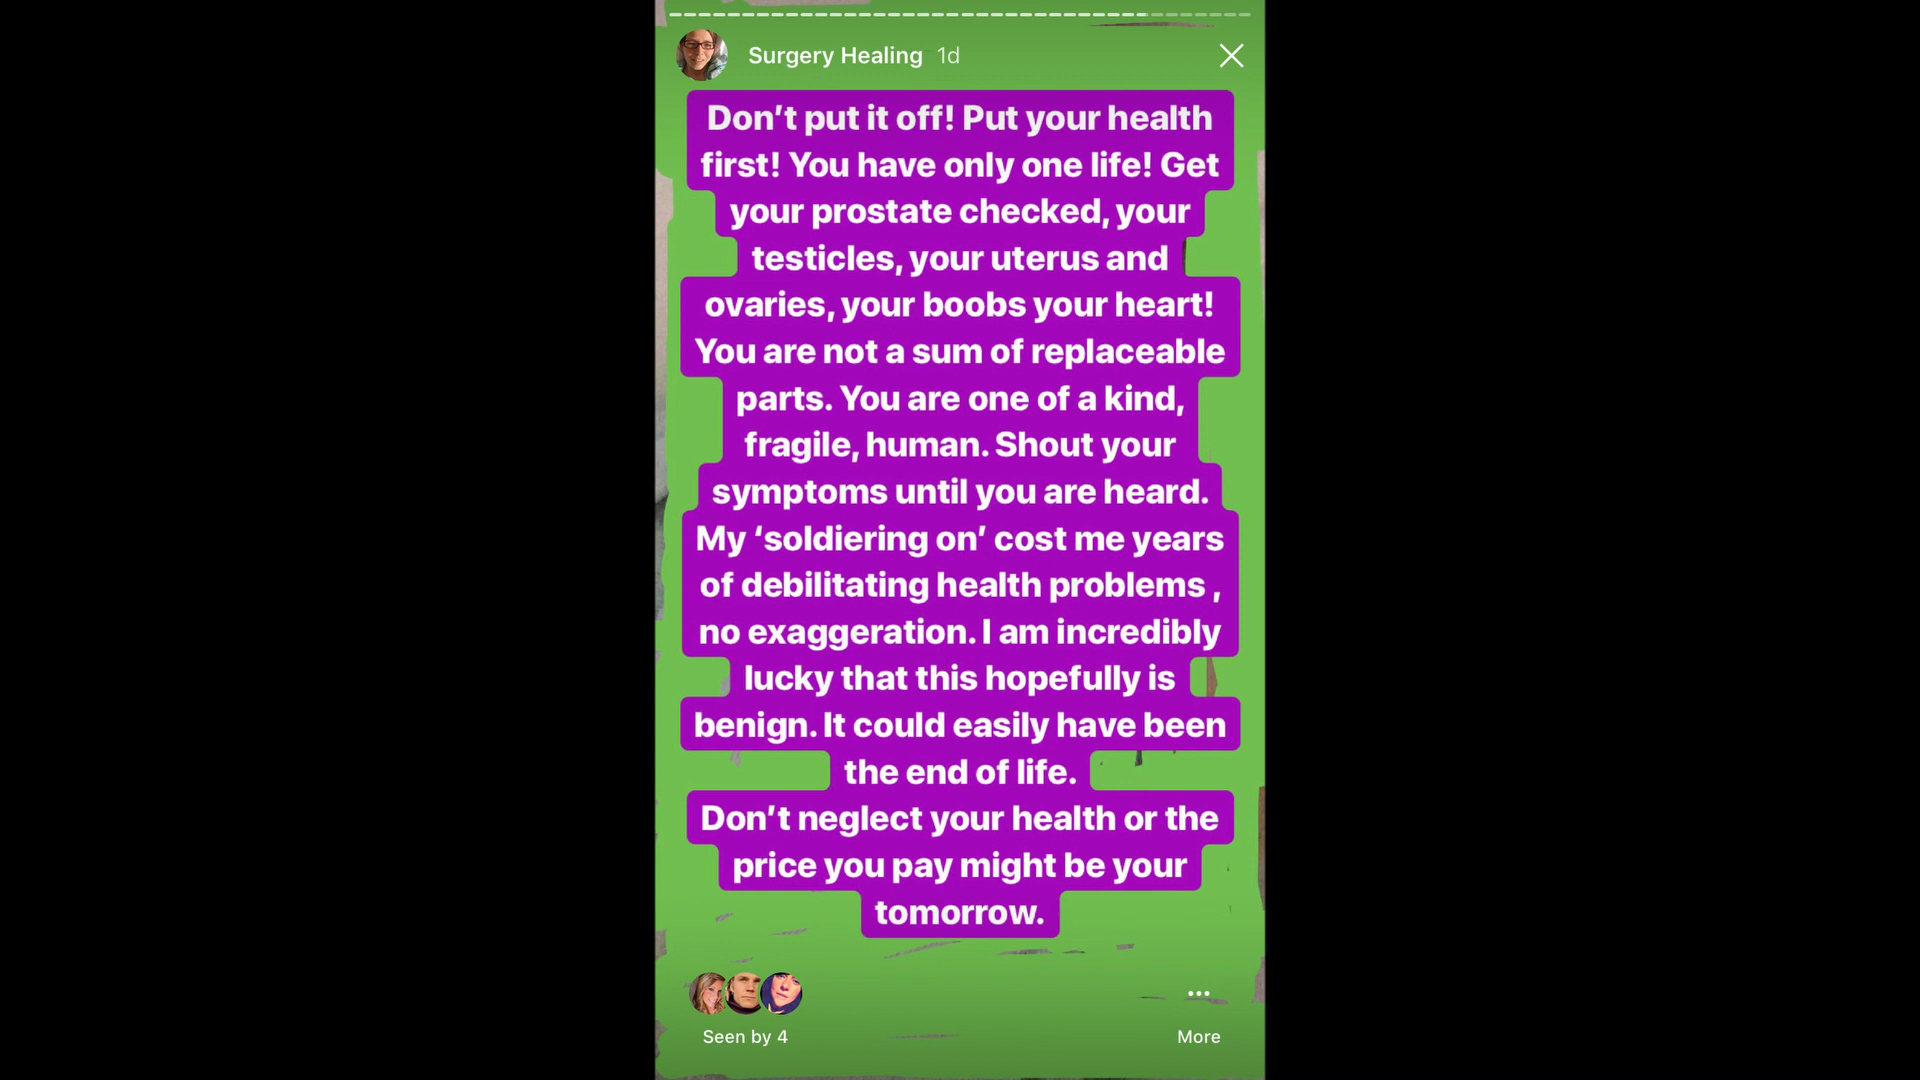 Surgery Healing 1d
Don’t put it off! Put your health
first! You have only one life! Get
your prostate checked, your
testicles, your uterus and
ovaries, your boobs your heart!
You are not a sum of replaceable
parts. You are one of a kind,
fragile, human. Shout your
symptoms until you are heard.
My ‘soldiering on’ cost me years
of debilitating health problems ,
no exaggeration. I am incredibly
lucky that this hopefully is
benign. It could easily have been
the end of life.
Don’t neglect your health or the
price you pay might be your
tomorrow.
Seen by 4
More